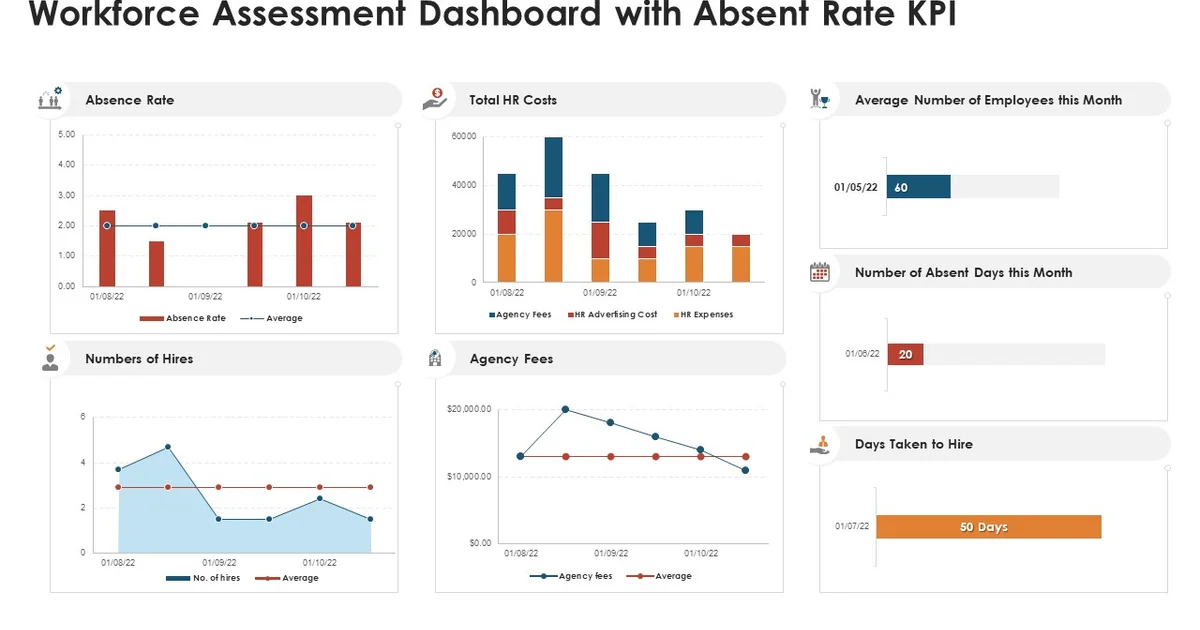 Workforce Assessment Dashboard with Absent Rate KPI
Absence Rate
5.00
4.00
3.00
2.00
1.00
0.00
01/08/22 01/09/22 01/10/22
Absence Rate Average
Total HR Costs
60000
40000
20000
0
01/08/22 01/09/22 01/10/22
Agency Fees HR Advertising Cost HR Expenses
Average Number of Employees this Month
01/05/22 60
Number of Absent Days this Month
01/06/22 20
Numbers of Hires
6
4
2
0
01/08/22 01/09/22 01/10/22
No. of hires Average
Agency Fees
$20,000.00
$10,000.00
$0.00
01/08/22 01/09/22 01/10/22
Agency fees Average
Days Taken to Hire
01/07/22 50 Days